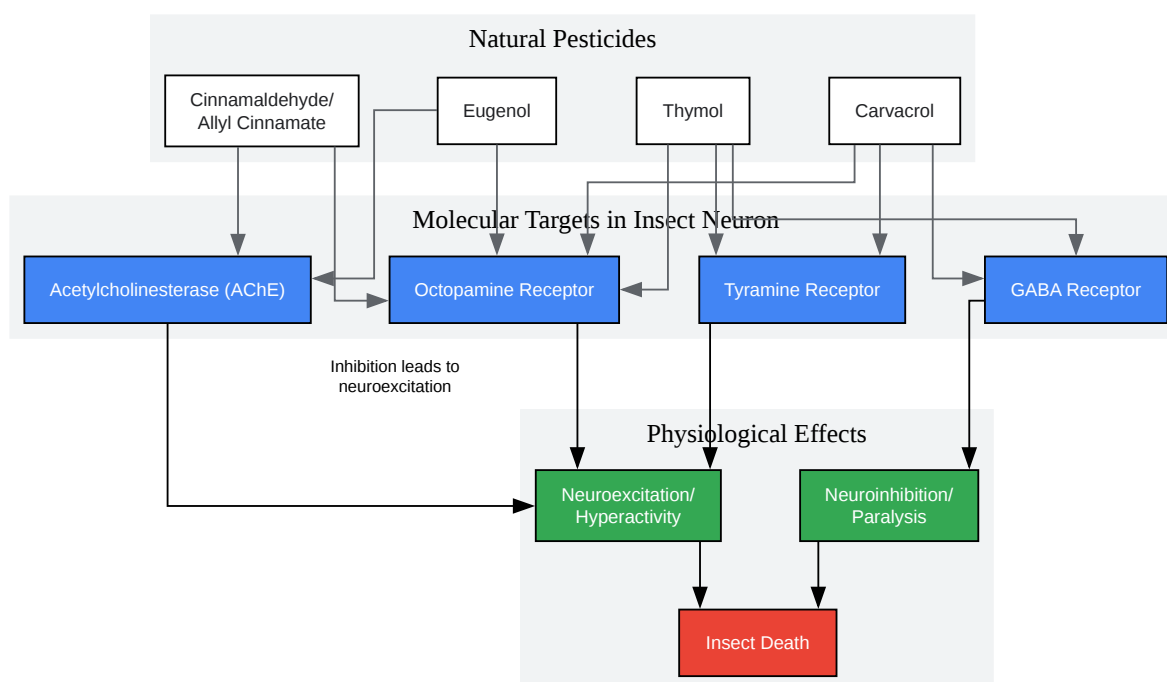 Natural Pesticides
Cinnamaldehyde/
Allyl Cinnamate
Eugenol
Thymol
Carvacrol
Molecular Targets in Insect Neuron
Acetylcholinesterase (AChE)
Octopamine Receptor
Tyramine Receptor
GABA Receptor
Inhibition leads to
neuroexcitation
Physiological Effects
Neuroexcitation/
Hyperactivity
Neuroinhibition/
Paralysis
Insect Death